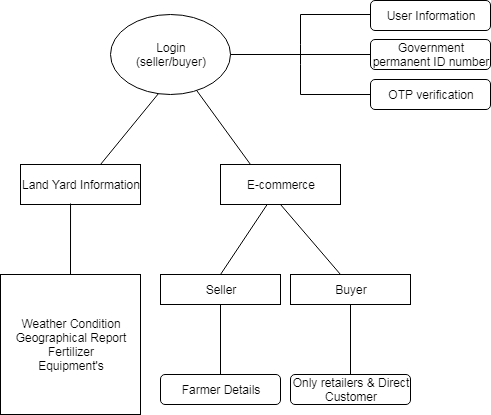 Login
(seller/buyer)
User Information
Government
permanent ID number
OTP verification
Land Yard Information
E-commerce
Weather Condition
Geographical Report
Fertilizer
Equipment's
Seller
Buyer
Farmer Details
Only retailers & Direct
Customer